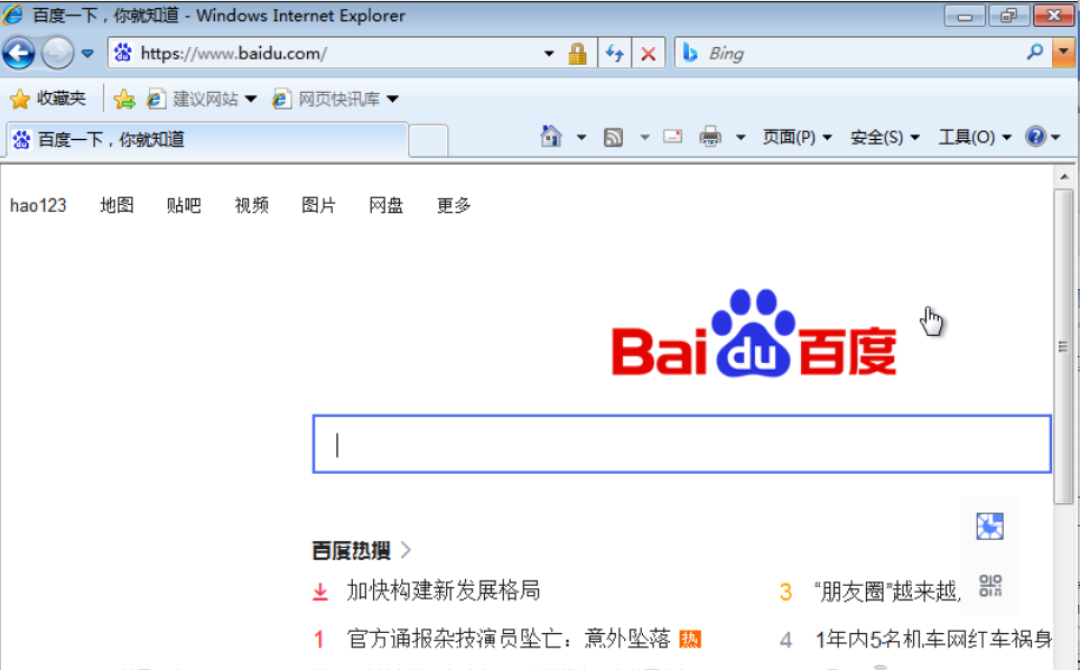 百度一下，你就知道 - Windows Internet Explorer
https://www.baidu.com/
Bing
收藏夹 建议网站 网页快讯库
百度一下，你就知道 页面(P) 安全(S) 工具(O)
hao123 地图 贴吧 视频 图片 网盘 更多
Bai du 百度
百度热搜
加快构建新发展格局
3 “朋友圈”越来越
1 官方通报杂技演员坠亡：意外坠落 热
4 1年内5名机车网红车祸身